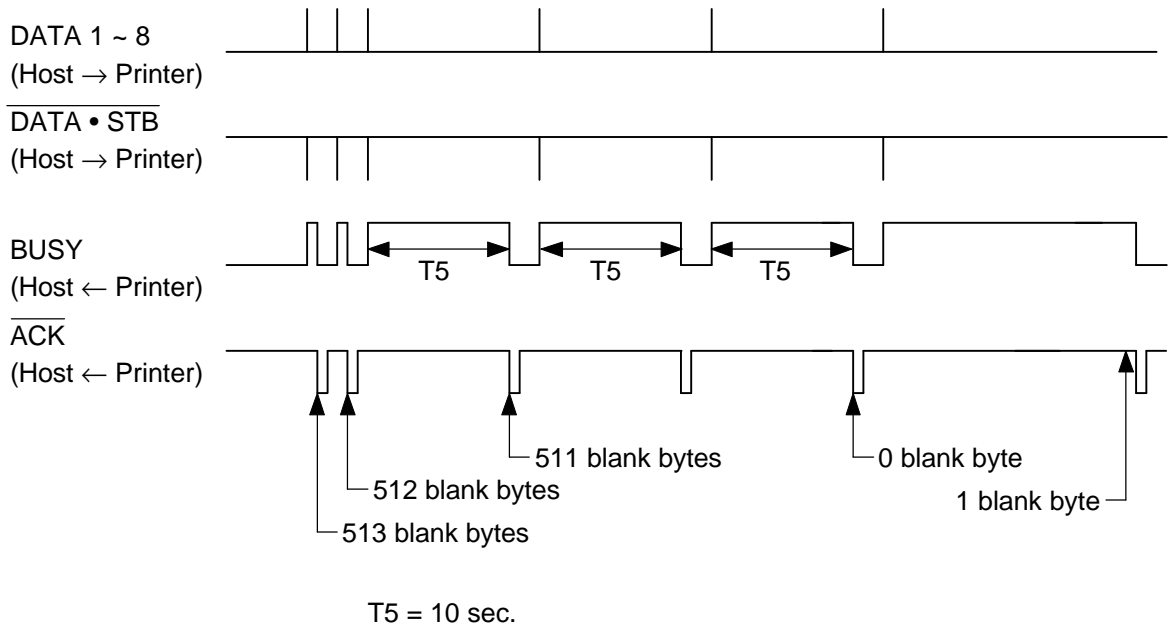 DATA 1 ~ 8
(Host → Printer)
DATA • STB
(Host → Printer)
BUSY
(Host ← Printer)
T5 T5 T5
ACK
(Host ← Printer)
511 blank bytes
0 blank byte
512 blank bytes
1 blank byte
513 blank bytes
T5 = 10 sec.